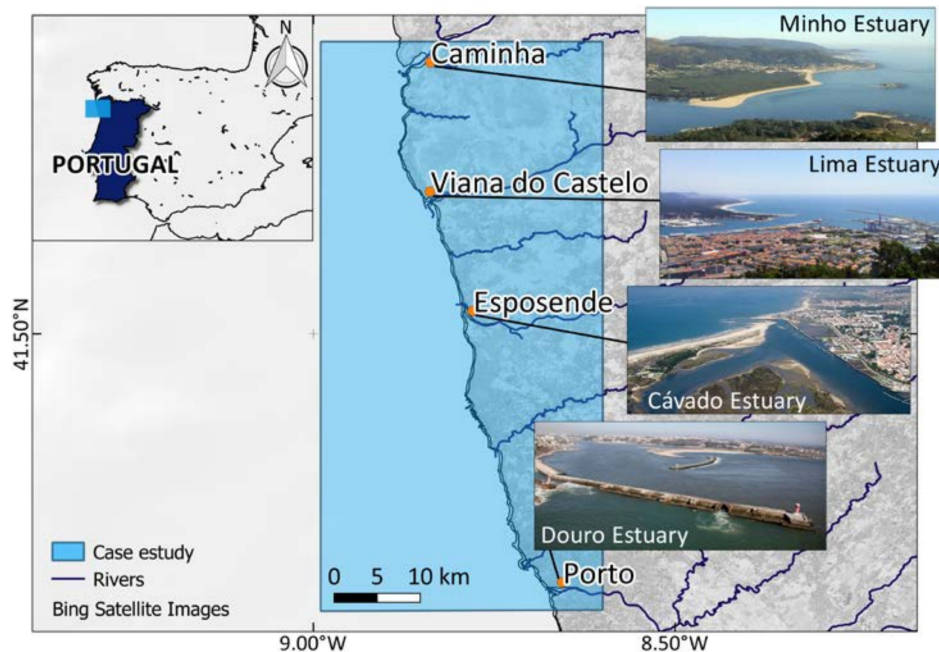 N
PORTUGAL
Caminha
Minho Estuary
Viana do Castelo
Lima Estuary
Esposende
41.50°N
Cávado Estuary
Douro Estuary
Case estudy
Rivers
Bing Satellite Images
0 5 10 km
Porto
9.00°W
8.50°W